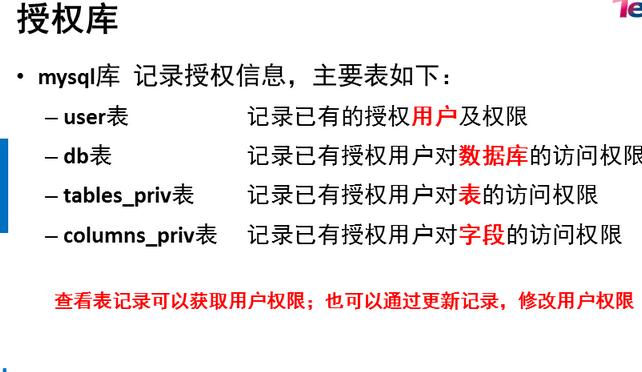 授权库
• mysql库 记录授权信息，主要表如下：
– user表 记录已有的授权用户及权限
– db表 记录已有授权用户对数据库的访问权限
– tables_priv表 记录已有授权用户对表的访问权限
– columns_priv表 记录已有授权用户对字段的访问权限
查看表记录可以获取用户权限；也可以通过更新记录，修改用户权限